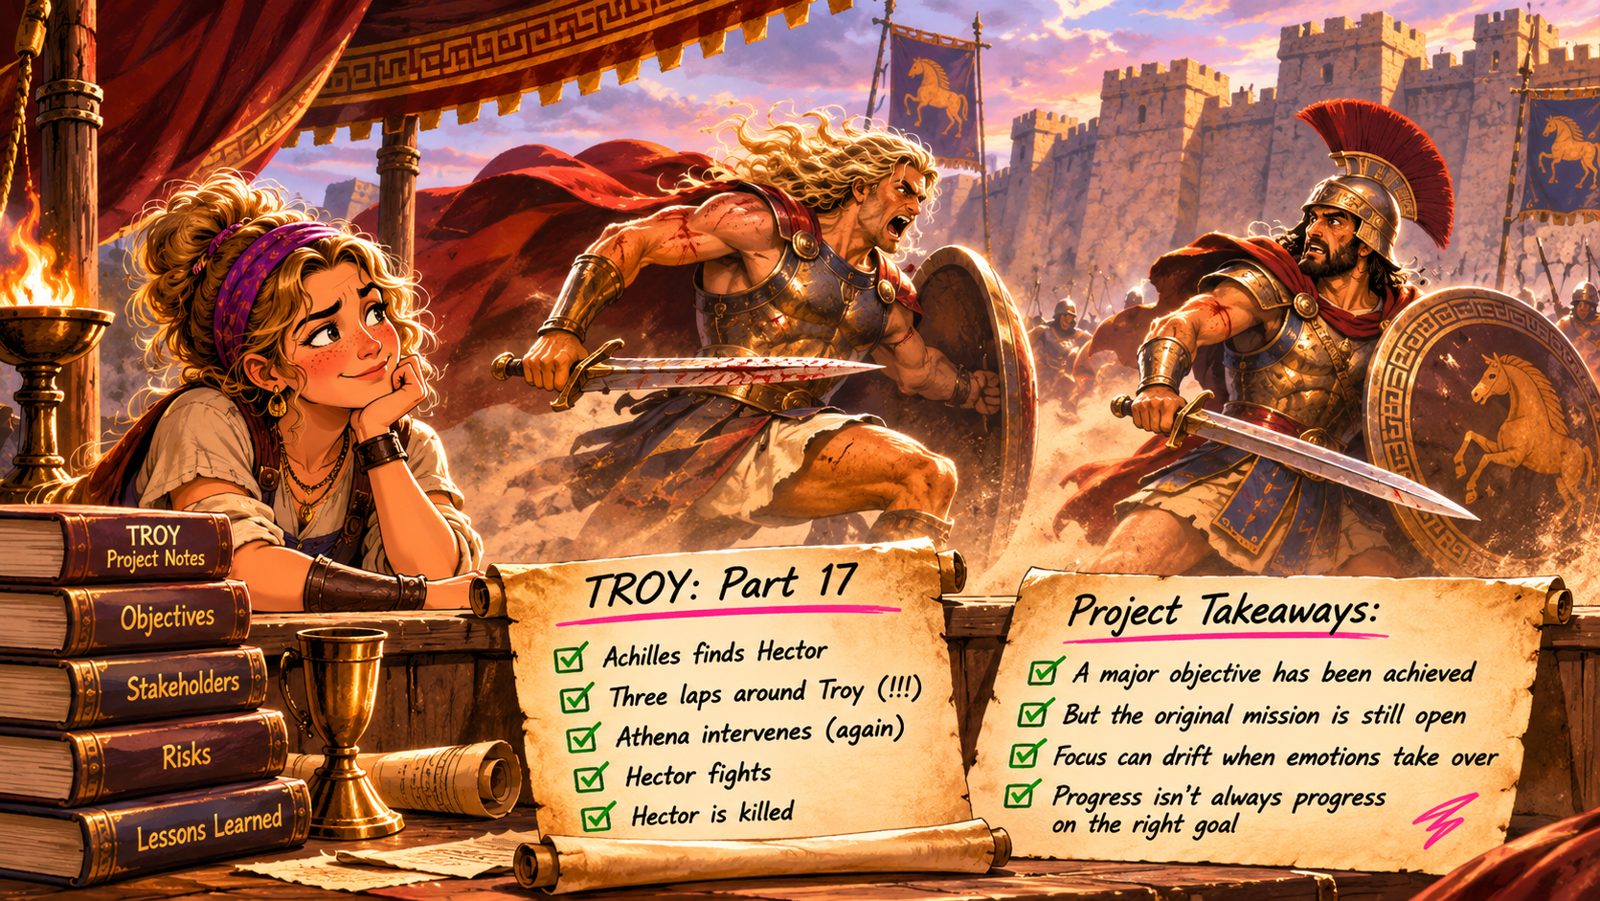 TROY
Project Notes
Objectives
Stakeholders
Risks
Lessons Learned
TROY: Part 17
Achilles finds Hector
Three laps around Troy (!!!)
Athena intervenes (again)
Hector fights
Hector is killed
Project Takeaways:
A major objective has been achieved
But the original mission is still open
Focus can drift when emotions take over
Progress isn't always progress
on the right goal